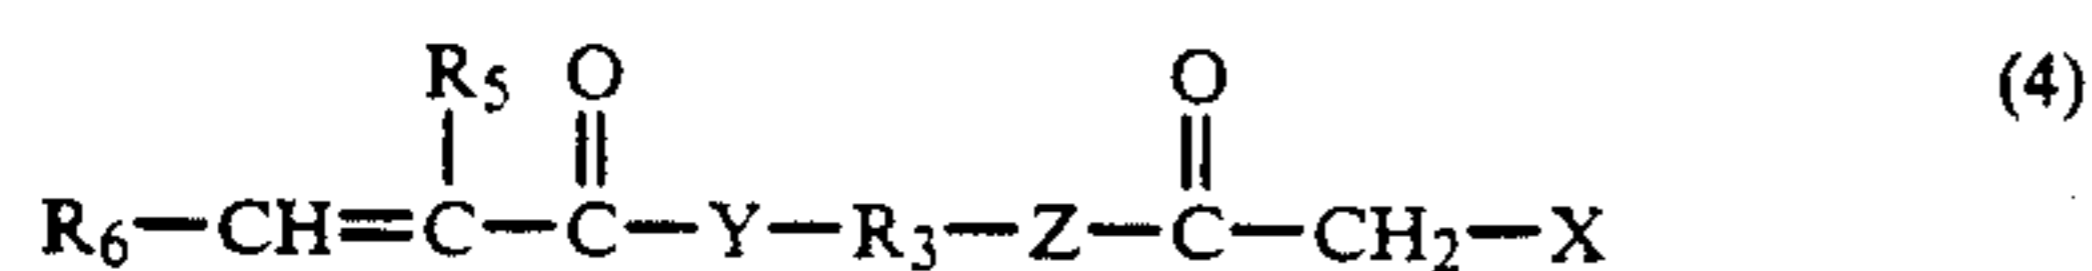 R5 O O (4)
R6—CH=C—C—Y—R3—Z—C—CH2—X